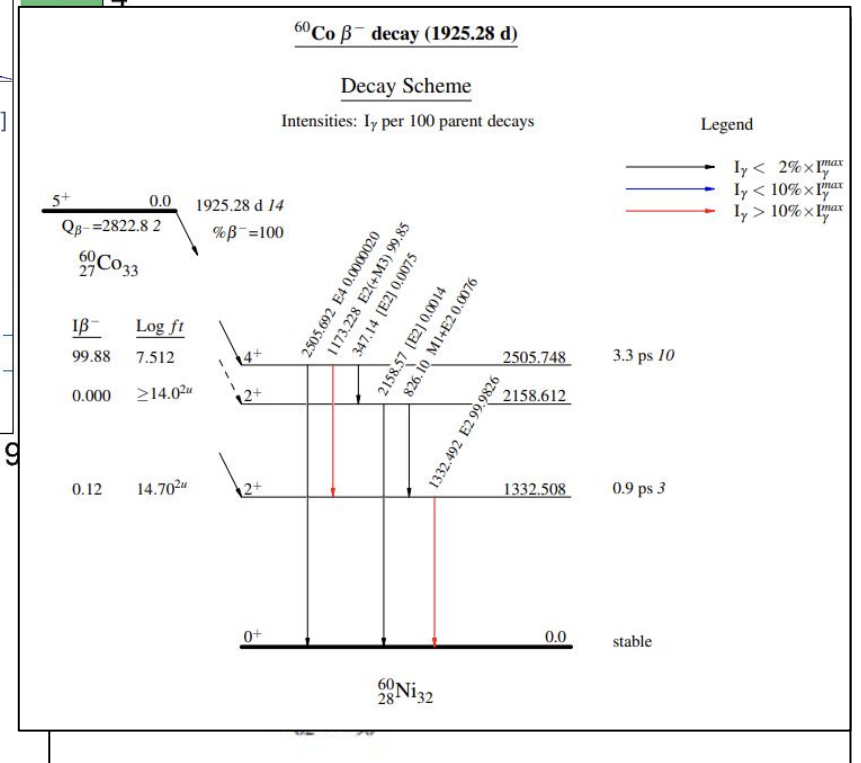 ⁶⁰Co β⁻ decay (1925.28 d)
Decay Scheme
Intensities: Iγ per 100 parent decays
Legend
Iγ < 2%×Iγᵐᵃˣ
Iγ < 10%×Iγᵐᵃˣ
Iγ > 10%×Iγᵐᵃˣ
5⁺ 0.0 1925.28 d 14
Qβ⁻=2822.8 2 %β⁻=100
⁶⁰₂₇Co₃₃
2505.692 E4 0.0000020
1173.228 E2(+M3) 99.85
347.14 [E2] 0.0075
2158.57 [E2] 0.0014
826.10 M1+E2 0.0076
1332.492 E2 99.9826
Iβ⁻ Log ft
99.88 7.512 4⁺ 2505.748 3.3 ps 10
0.000 ≥14.0²ᵘ 2⁺ 2158.612
0.12 14.70²ᵘ 2⁺ 1332.508 0.9 ps 3
0⁺ 0.0 stable
⁶⁰₂₈Ni₃₂
]
9